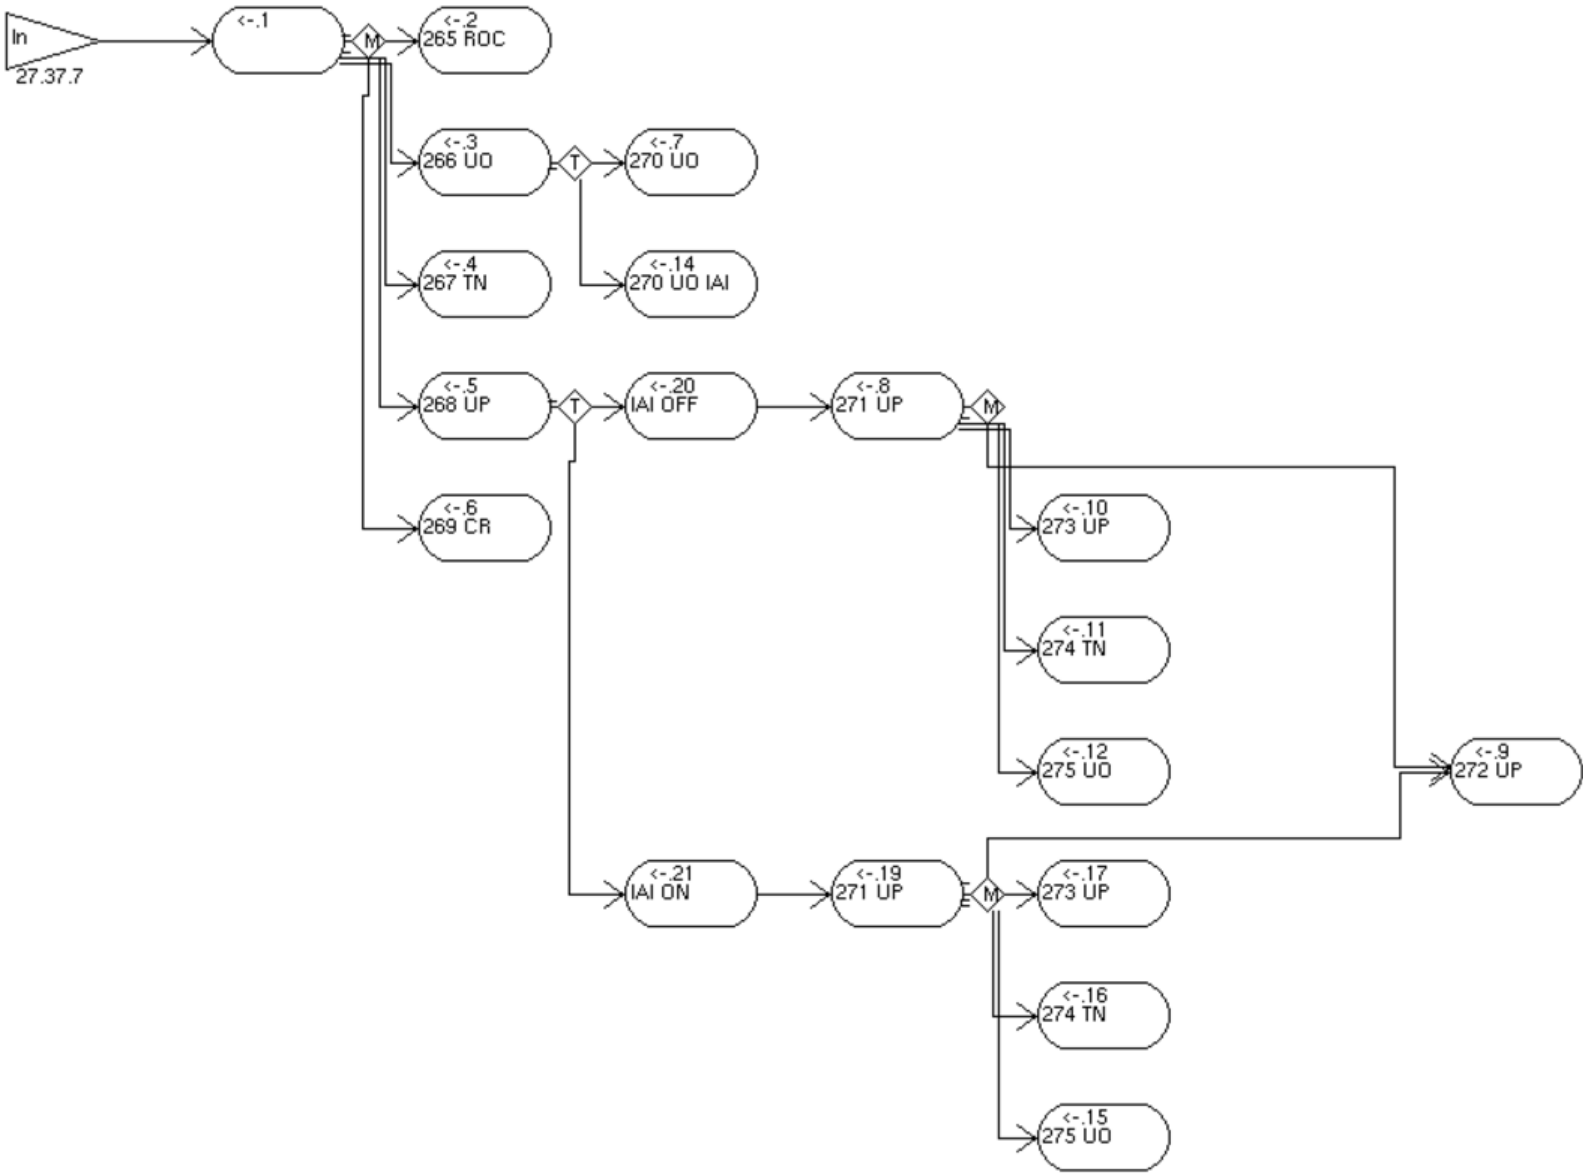 In
27.37.7
<-.1
M
<-.2
265 ROC
<-.3
266 UO
T
<-.7
270 UO
<-.4
267 TN
<-.14
270 UO IAI
<-.5
268 UP
T
<-.20
IAI OFF
<-.8
271 UP
M
<-.6
269 CR
<-.10
273 UP
<-.11
274 TN
<-.12
275 UO
<-.9
272 UP
<-.21
IAI ON
<-.19
271 UP
M
<-.17
273 UP
<-.16
274 TN
<-.15
275 UO